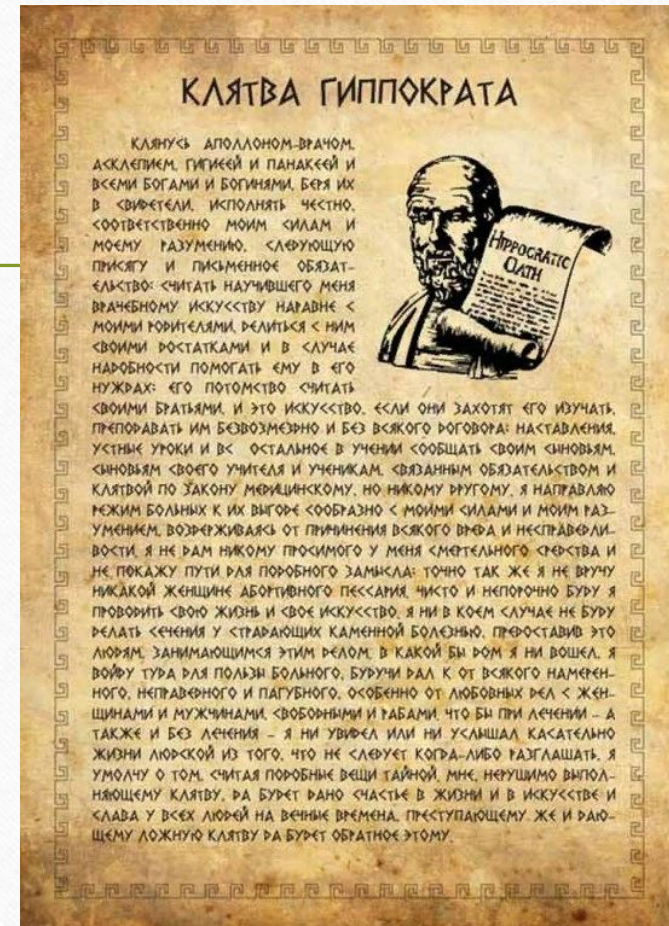 КЛЯТВА ГИППОКРАТА
КЛЯНУСЬ АПОЛЛОНОМ-ВРАЧОМ,
АСКЛЕПИЕМ, ГИГИЕЕЙ И ПАНАКЕЕЙ И
ВСЕМИ БОГАМИ И БОГИНЯМИ, БЕРЯ ИХ
В СВИДЕТЕЛИ, ИСПОЛНЯТЬ ЧЕСТНО,
СООТВЕТСТВЕННО МОИМ СИЛАМ И
МОЕМУ РАЗУМЕНИЮ, СЛЕДУЮЩУЮ
ПРИСЯГУ И ПИСЬМЕННОЕ ОБЯЗАТ-
ЕЛЬСТВО: СЧИТАТЬ НАУЧИВШЕГО МЕНЯ
ВРАЧЕБНОМУ ИСКУССТВУ НАРАВНЕ С
МОИМИ РОДИТЕЛЯМИ, ДЕЛИТЬСЯ С НИМ
СВОИМИ ДОСТАТКАМИ И В СЛУЧАЕ
НАДОБНОСТИ ПОМОГАТЬ ЕМУ В ЕГО
НУЖДАХ; ЕГО ПОТОМСТВО СЧИТАТЬ
СВОИМИ БРАТЬЯМИ, И ЭТО ИСКУССТВО, ЕСЛИ ОНИ ЗАХОТЯТ ЕГО ИЗУЧАТЬ,
ПРЕПОДАВАТЬ ИМ БЕЗВОЗМЕЗДНО И БЕЗ ВСЯКОГО ДОГОВОРА; НАСТАВЛЕНИЯ,
УСТНЫЕ УРОКИ И ВС ОСТАЛЬНОЕ В УЧЕНИИ СООБЩАТЬ СВОИМ СЫНОВЬЯМ,
СЫНОВЬЯМ СВОЕГО УЧИТЕЛЯ И УЧЕНИКАМ, СВЯЗАННЫМ ОБЯЗАТЕЛЬСТВОМ И
КЛЯТВОЙ ПО ЗАКОНУ МЕДИЦИНСКОМУ, НО НИКОМУ ДРУГОМУ. Я НАПРАВЛЯЮ
РЕЖИМ БОЛЬНЫХ К ИХ ВЫГОДЕ СООБРАЗНО С МОИМИ СИЛАМИ И МОИМ РАЗ-
УМЕНИЕМ, ВОЗДЕРЖИВАЯСЬ ОТ ПРИЧИНЕНИЯ ВСЯКОГО ВРЕДА И НЕСПРАВЕДЛИ-
ВОСТИ. Я НЕ ДАМ НИКОМУ ПРОСИМОГО У МЕНЯ СМЕРТЕЛЬНОГО СРЕДСТВА И
НЕ ПОКАЖУ ПУТИ ДЛЯ ПОДОБНОГО ЗАМЫСЛА; ТОЧНО ТАК ЖЕ Я НЕ ВРУЧУ
НИКАКОЙ ЖЕНЩИНЕ АБОРТИВНОГО ПЕССАРИЯ. ЧИСТО И НЕПОРОЧНО БУДУ Я
ПРОВОДИТЬ СВОЮ ЖИЗНЬ И СВОЕ ИСКУССТВО. Я НИ В КОЕМ СЛУЧАЕ НЕ БУДУ
ДЕЛАТЬ СЕЧЕНИЯ У СТРАДАЮЩИХ КАМЕННОЙ БОЛЕЗНЬЮ, ПРЕДОСТАВИВ ЭТО
ЛЮДЯМ, ЗАНИМАЮЩИМСЯ ЭТИМ ДЕЛОМ. В КАКОЙ БЫ ДОМ Я НИ ВОШЕЛ, Я
ВОЙДУ ТУДА ДЛЯ ПОЛЬЗЫ БОЛЬНОГО, БУДУЧИ ДАЛ К ОТ ВСЯКОГО НАМЕРЕН-
НОГО, НЕПРАВЕДНОГО И ПАГУБНОГО, ОСОБЕННО ОТ ЛЮБОВНЫХ ДЕЛ С ЖЕН-
ЩИНАМИ И МУЖЧИНАМИ, СВОБОДНЫМИ И РАБАМИ. ЧТО БЫ ПРИ ЛЕЧЕНИИ – А
ТАКЖЕ И БЕЗ ЛЕЧЕНИЯ – Я НИ УВИДЕЛ ИЛИ НИ УСЛЫШАЛ КАСАТЕЛЬНО
ЖИЗНИ ЛЮДСКОЙ ИЗ ТОГО, ЧТО НЕ СЛЕДУЕТ КОГДА-ЛИБО РАЗГЛАШАТЬ, Я
УМОЛЧУ О ТОМ, СЧИТАЯ ПОДОБНЫЕ ВЕЩИ ТАЙНОЙ. МНЕ, НЕРУШИМО ВЫПОЛ-
НЯЮЩЕМУ КЛЯТВУ, ДА БУДЕТ ДАНО СЧАСТЬЕ В ЖИЗНИ И В ИСКУССТВЕ И
СЛАВА У ВСЕХ ЛЮДЕЙ НА ВЕЧНЫЕ ВРЕМЕНА, ПРЕСТУПАЮЩЕМУ ЖЕ И ДАЮ-
ЩЕМУ ЛОЖНУЮ КЛЯТВУ ДА БУДЕТ ОБРАТНОЕ ЭТОМУ.
HIPPOCRATIC
OATH